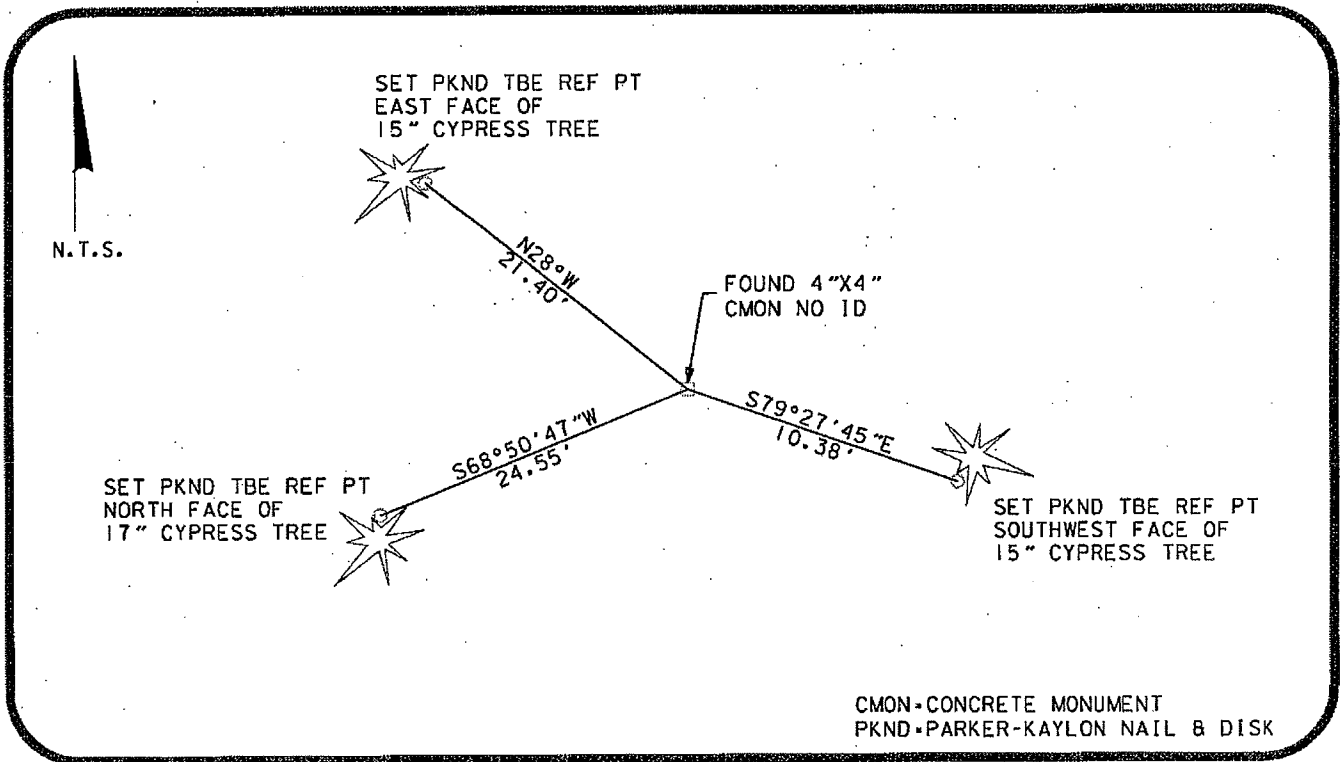 SET PKND TBE REF PT
EAST FACE OF
15" CYPRESS TREE
N.T.S.
N28°W
21.40'
FOUND 4"X4"
CMON NO ID
S79°27'45"E
10.38'
S68°50'47"W
24.55'
SET PKND TBE REF PT
NORTH FACE OF
17" CYPRESS TREE
SET PKND TBE REF PT
SOUTHWEST FACE OF
15" CYPRESS TREE
CMON=CONCRETE MONUMENT
PKND=PARKER-KAYLON NAIL & DISK